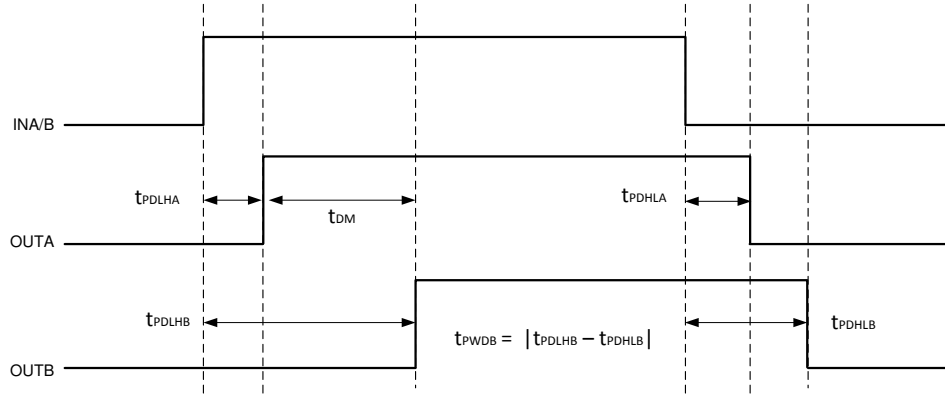 INA/B
tPDLHA
tPDHLA
tDM
OUTA
tPDLHB
tPWDB = |tPDLHB – tPDHLB|
tPDHLB
OUTB